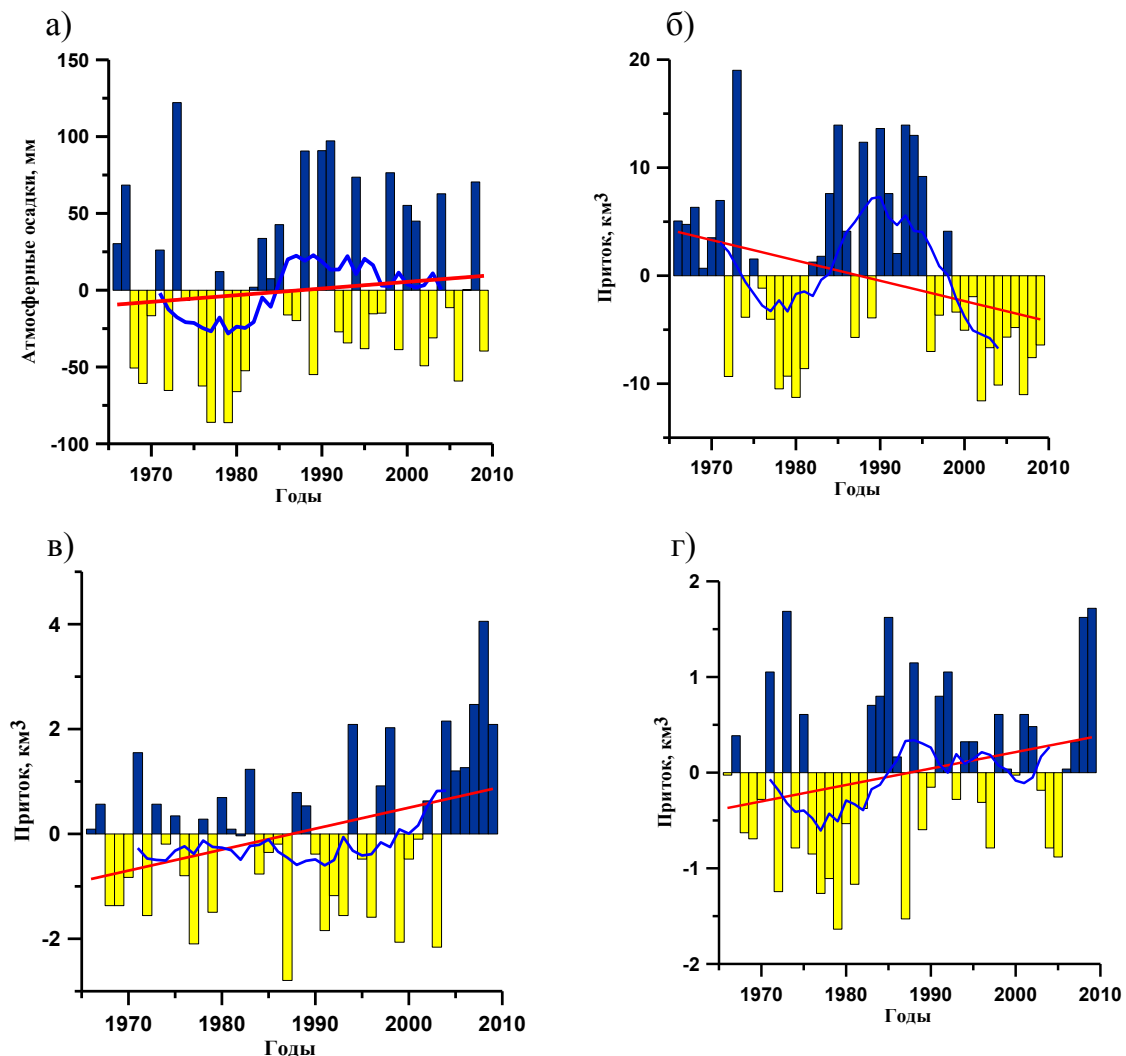 а)
150
100
50
0
-50
-100
Атмосферные осадки, мм
1970 1980 1990 2000 2010
Годы
б)
20
10
0
-10
Приток, км3
1970 1980 1990 2000 2010
Годы
в)
4
2
0
-2
Приток, км3
1970 1980 1990 2000 2010
Годы
г)
2
1
0
-1
-2
Приток, км3
1970 1980 1990 2000 2010
Годы